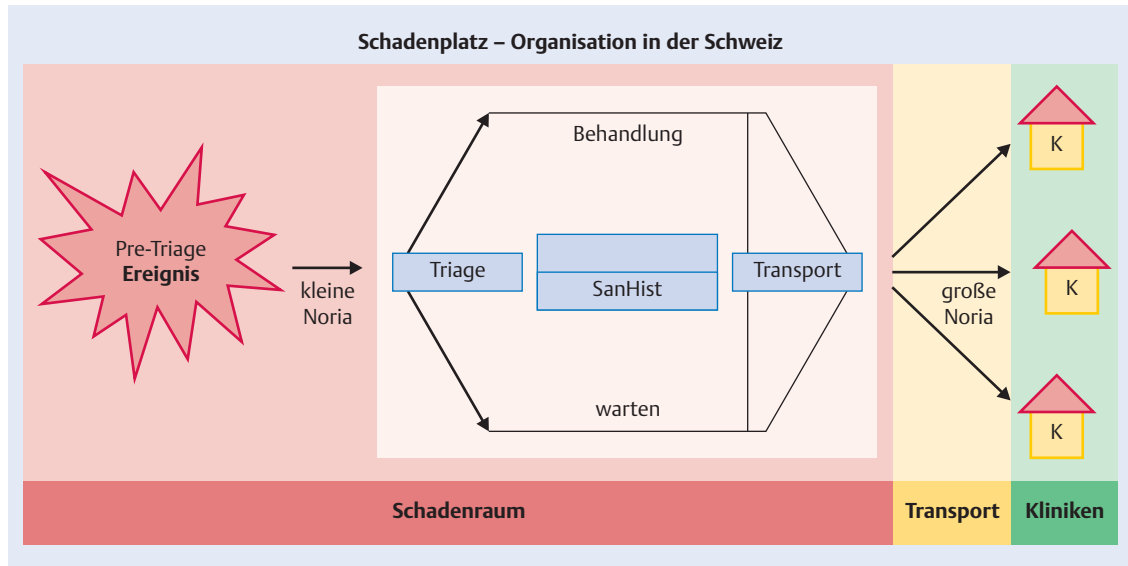 Schadenplatz – Organisation in der Schweiz
Pre-Triage
Ereignis
kleine
Noria
Triage
Behandlung
SanHist
warten
Transport
große
Noria
K
K
K
Schadenraum
Transport
Kliniken